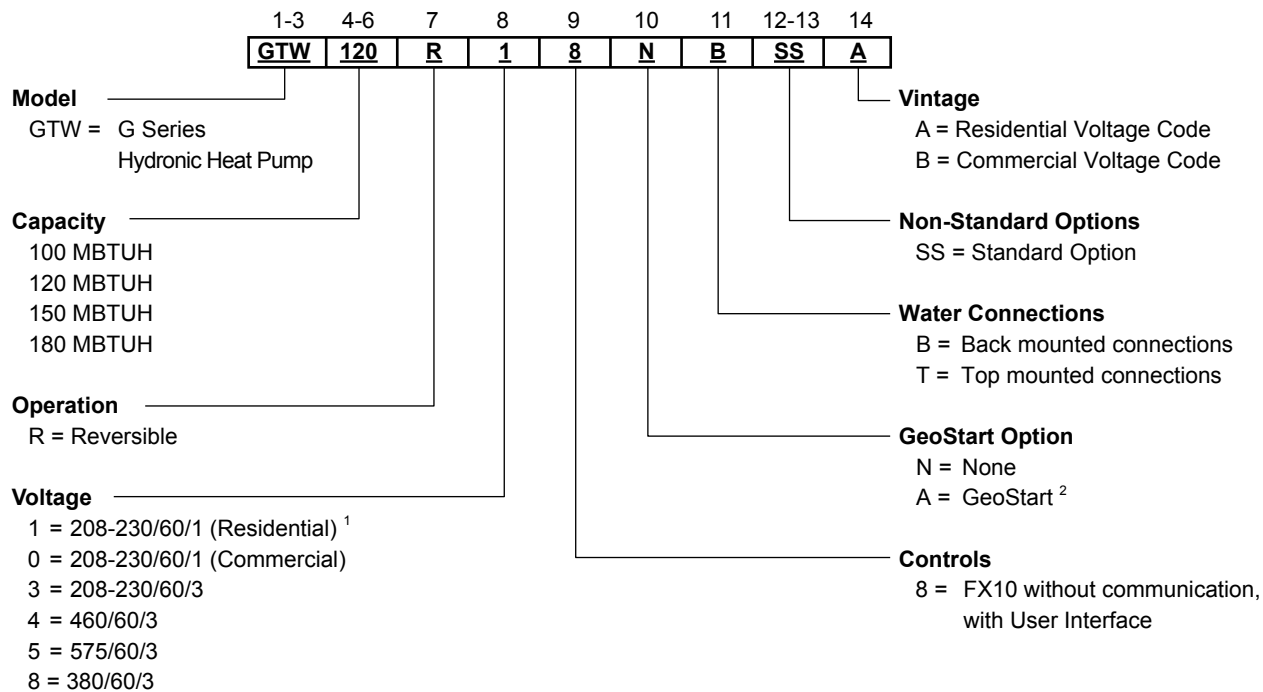 1-3 4-6 7 8 9 10 11 12-13 14
GTW 120 R 1 8 N B SS A
Model
GTW = G Series
Hydronic Heat Pump
Capacity
100 MBTUH
120 MBTUH
150 MBTUH
180 MBTUH
Operation
R = Reversible
Voltage
1 = 208-230/60/1 (Residential) 1
0 = 208-230/60/1 (Commercial)
3 = 208-230/60/3
4 = 460/60/3
5 = 575/60/3
8 = 380/60/3
Vintage
A = Residential Voltage Code
B = Commercial Voltage Code
Non-Standard Options
SS = Standard Option
Water Connections
B = Back mounted connections
T = Top mounted connections
GeoStart Option
N = None
A = GeoStart 2
Controls
8 = FX10 without communication,
with User Interface